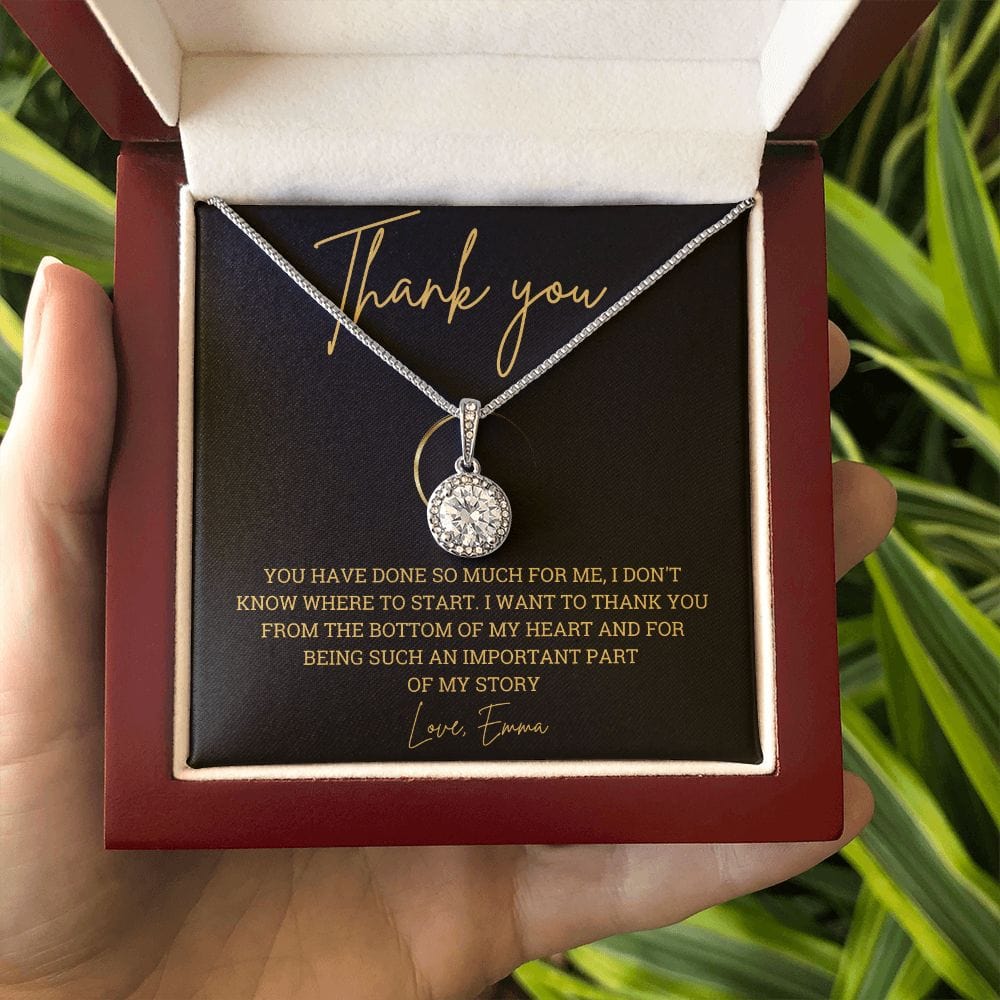 Thank you
YOU HAVE DONE SO MUCH FOR ME, I DON'T
KNOW WHERE TO START. I WANT TO THANK YOU
FROM THE BOTTOM OF MY HEART AND FOR
BEING SUCH AN IMPORTANT PART
OF MY STORY
Love, Emma